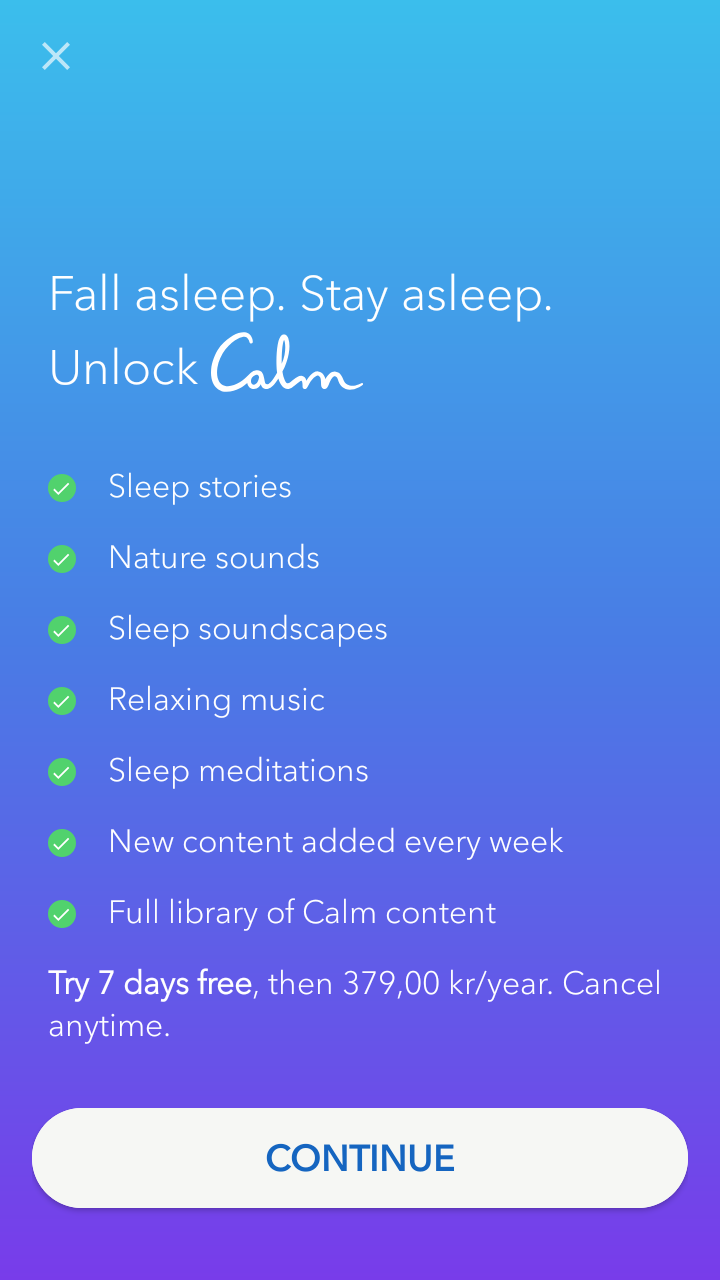 Fall asleep. Stay asleep.
Unlock Calm
Sleep stories
Nature sounds
Sleep soundscapes
Relaxing music
Sleep meditations
New content added every week
Full library of Calm content
Try 7 days free, then 379,00 kr/year. Cancel
anytime.
CONTINUE